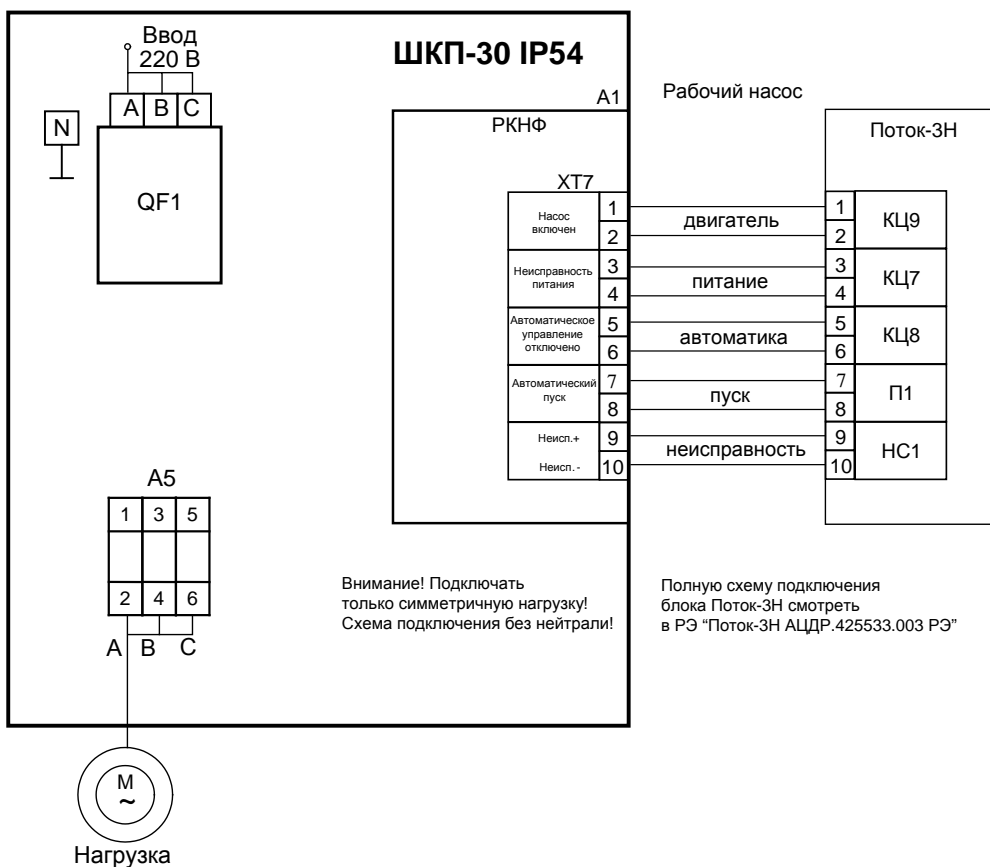 Ввод
220 В
ШКП-30 IP54
A B C
N
QF1
A1
РКНФ
XT7
Насос
включен
1
2
Неисправность
питания
3
4
Автоматическое
управление
отключено
5
6
Автоматический
пуск
7
8
Неисп.+
9
Неисп.-
10
Рабочий насос
Поток-3Н
двигатель
1
2
КЦ9
питание
3
4
КЦ7
автоматика
5
6
КЦ8
пуск
7
8
П1
неисправность
9
10
НС1
A5
1 3 5
2 4 6
A B C
Внимание! Подключать
только симметричную нагрузку!
Схема подключения без нейтрали!
Полную схему подключения
блока Поток-3Н смотреть
в РЭ “Поток-3Н АЦДР.425533.003 РЭ”
М
~
Нагрузка